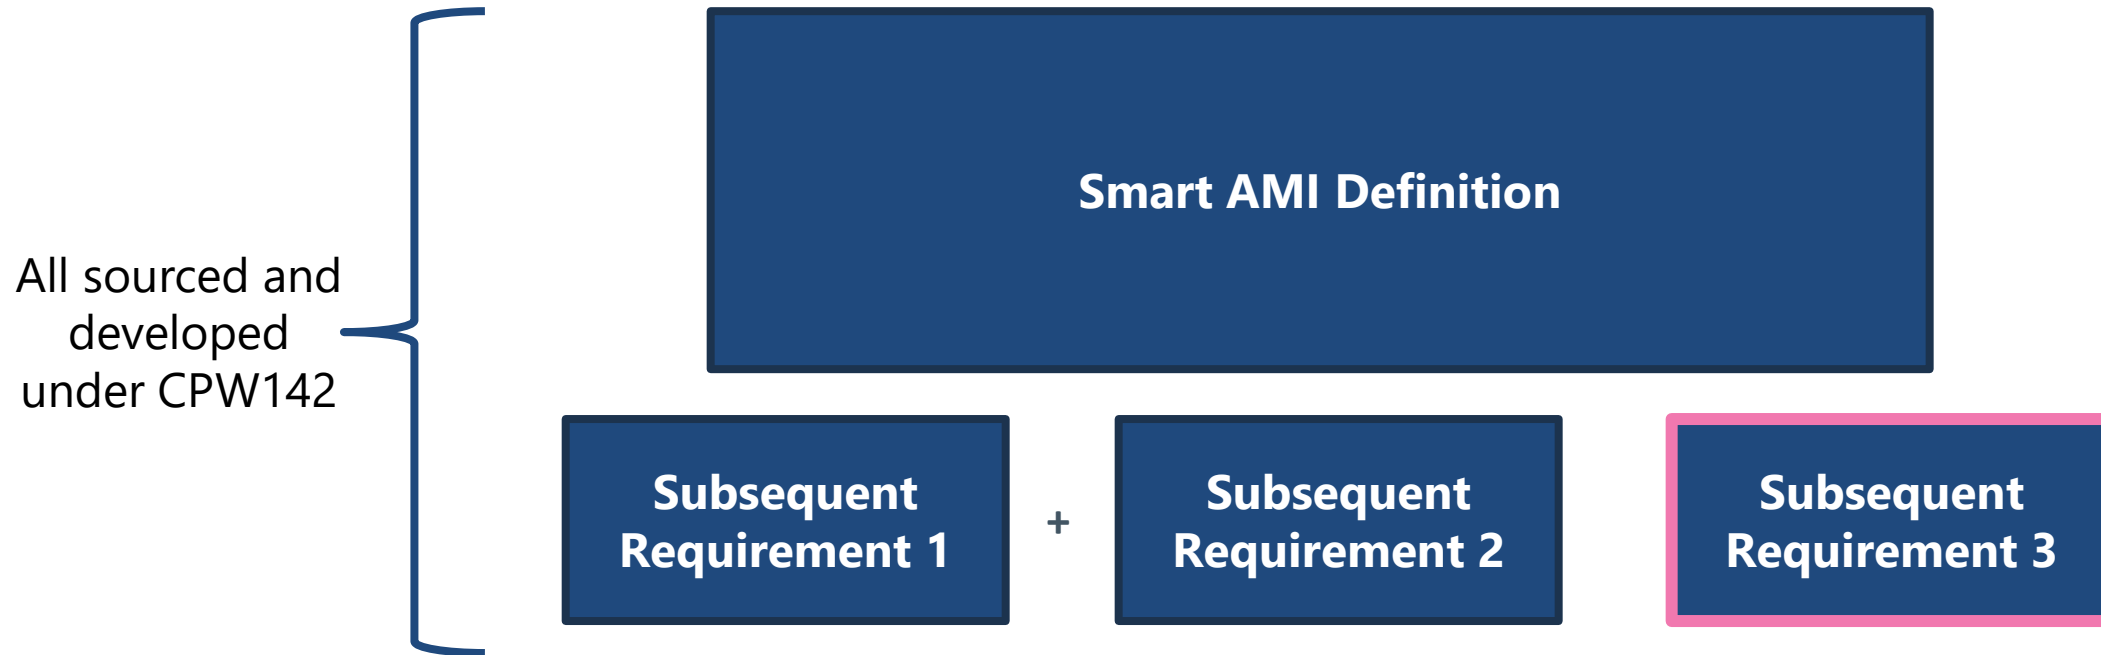 Smart AMI Definition
All sourced and
developed
under CPW142
Subsequent
Requirement 1
+
Subsequent
Requirement 2
Subsequent
Requirement 3